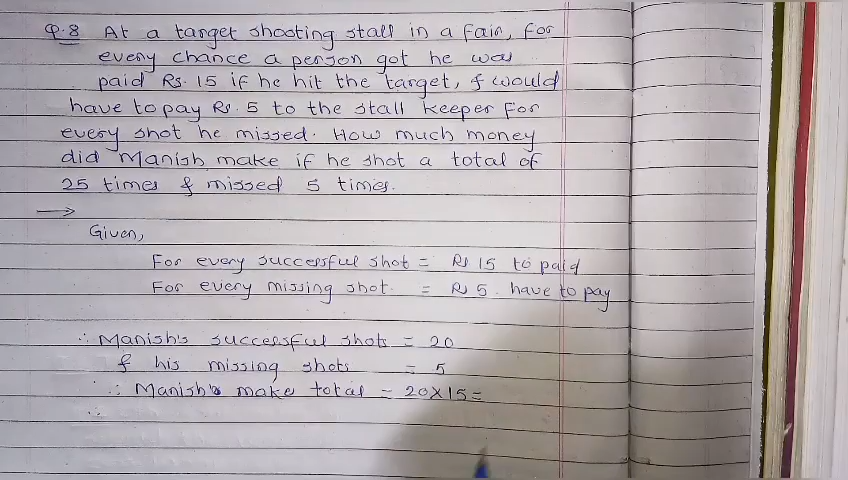 Q.8 At a target shooting stall in a fair, for
every chance a person got he was
paid Rs. 15 if he hit the target, & would
have to pay Rs. 5 to the stall keeper for
every shot he missed. How much money
did Manish make if he shot a total of
25 times & missed 5 times.
→
Given,
For every successful shot = Rs 15 to paid
For every missing shot. = Rs 5. have to pay
∴ Manish's successful shots = 20
& his missing shots = 5
∴ Manish's make total = 20×15=
∴